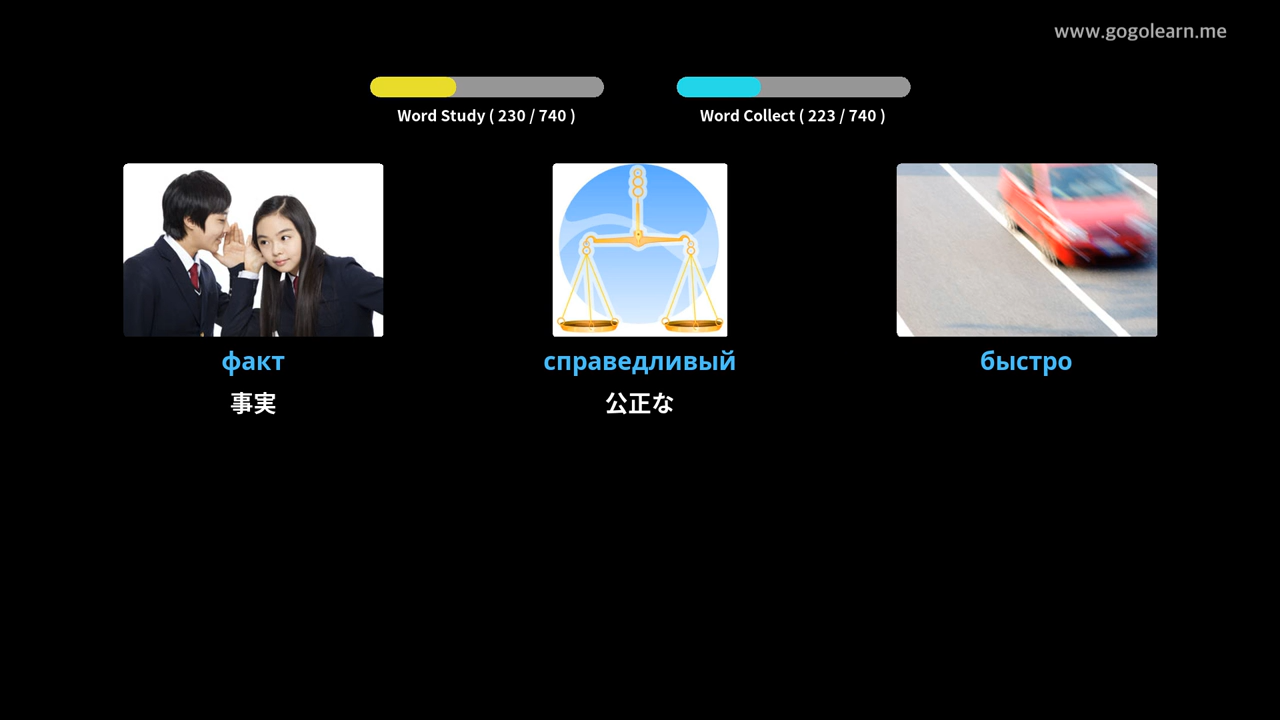 www.gogolearn.me
Word Study ( 230 / 740 )
Word Collect ( 223 / 740 )
факт
справедливый
быстро
事実
公正な